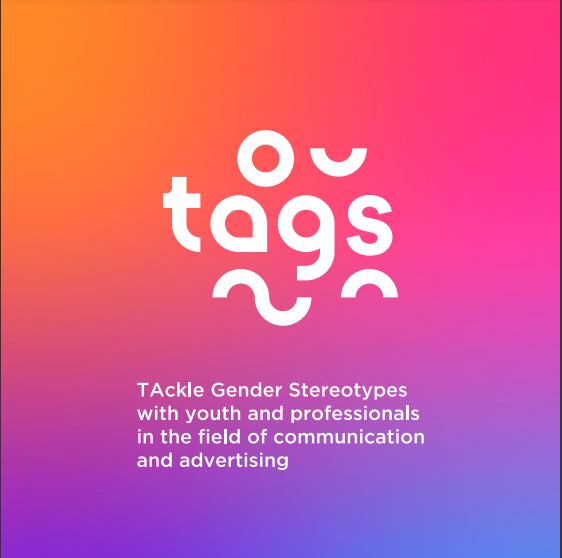 tags
TAckle Gender Stereotypes
with youth and professionals
in the field of communication
and advertising